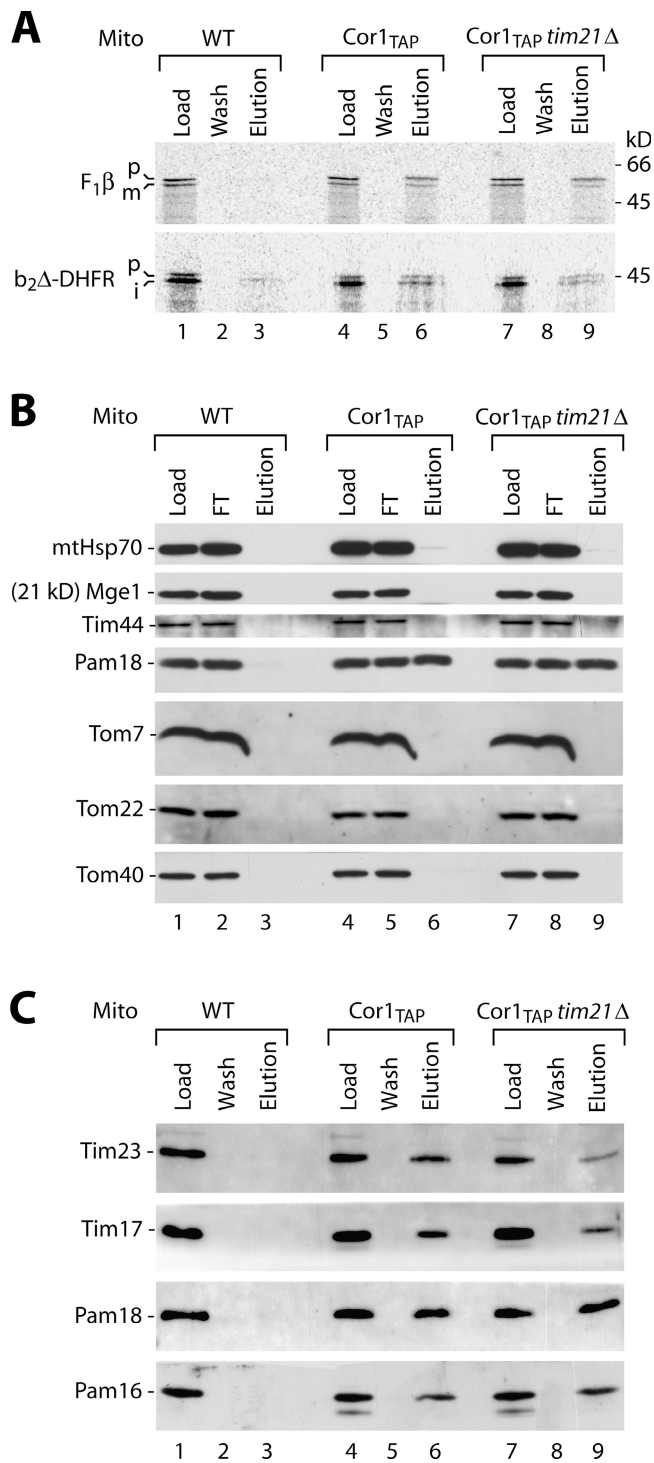 A
Mito WT Cor1TAP Cor1TAP tim21Δ
Load Wash Elution Load Wash Elution Load Wash Elution
kD
F1β p m
66
45
b2Δ-DHFR p i
45
1 2 3 4 5 6 7 8 9
B
Mito WT Cor1TAP Cor1TAP tim21Δ
Load FT Elution Load FT Elution Load FT Elution
mtHsp70
(21 kD) Mge1
Tim44
Pam18
Tom7
Tom22
Tom40
1 2 3 4 5 6 7 8 9
C
Mito WT Cor1TAP Cor1TAP tim21Δ
Load Wash Elution Load Wash Elution Load Wash Elution
Tim23
Tim17
Pam18
Pam16
1 2 3 4 5 6 7 8 9